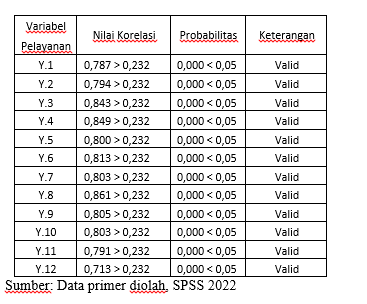 Variabel Pelayanan Nilai Korelasi Probabilitas Keterangan
Y.1 0,787 > 0,232 0,000 < 0,05 Valid
Y.2 0,794 > 0,232 0,000 < 0,05 Valid
Y.3 0,843 > 0,232 0,000 < 0,05 Valid
Y.4 0,849 > 0,232 0,000 < 0,05 Valid
Y.5 0,800 > 0,232 0,000 < 0,05 Valid
Y.6 0,813 > 0,232 0,000 < 0,05 Valid
Y.7 0,803 > 0,232 0,000 < 0,05 Valid
Y.8 0,861 > 0,232 0,000 < 0,05 Valid
Y.9 0,805 > 0,232 0,000 < 0,05 Valid
Y.10 0,803 > 0,232 0,000 < 0,05 Valid
Y.11 0,791 > 0,232 0,000 < 0,05 Valid
Y.12 0,713 > 0,232 0,000 < 0,05 Valid
Sumber: Data primer diolah, SPSS 2022